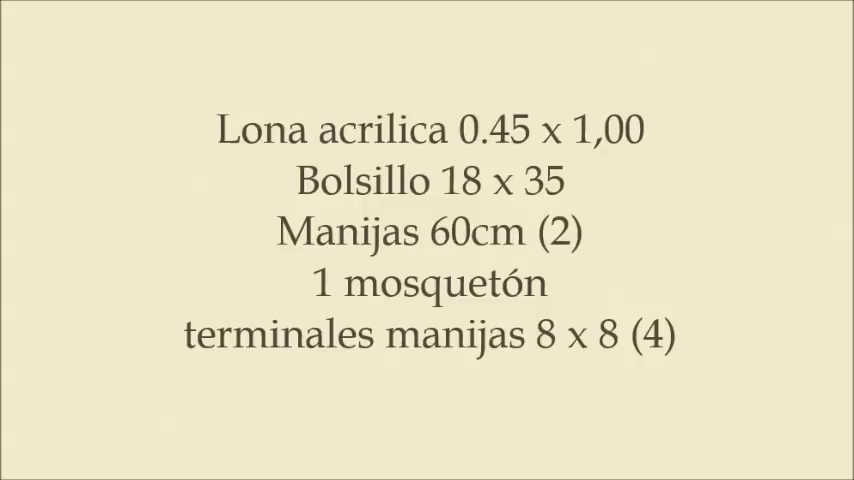 Lona acrilica 0.45 x 1,00
Bolsillo 18 x 35
Manijas 60cm (2)
1 mosquetón
terminales manijas 8 x 8 (4)